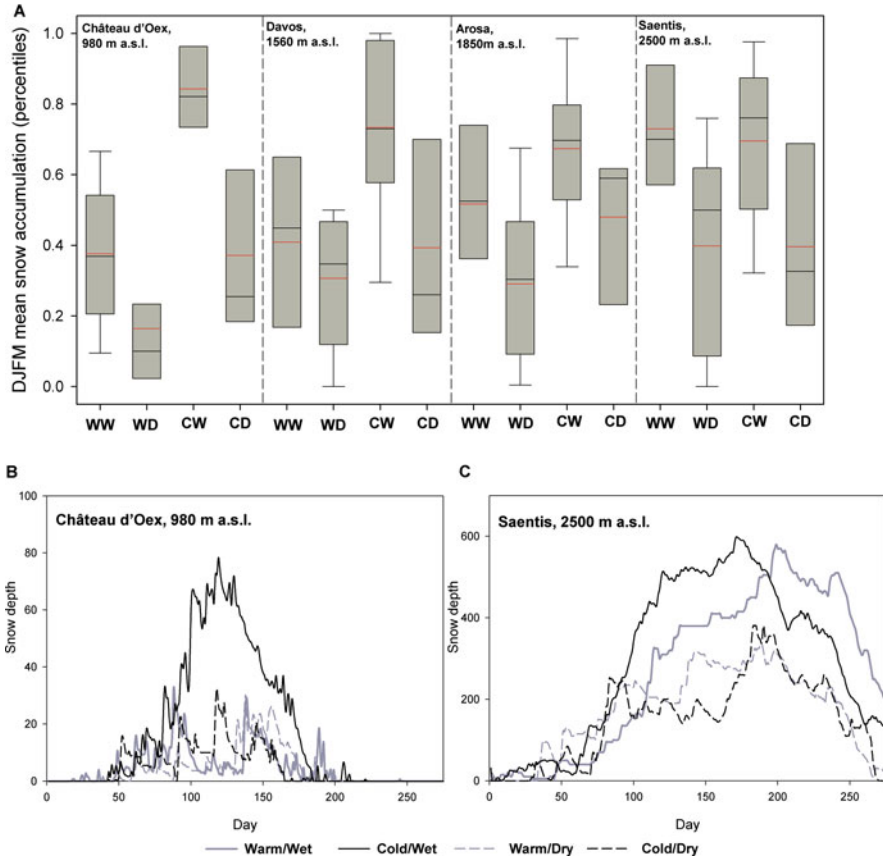 A
DJFM mean snow accumulation (percentiles)
1.0
0.8
0.6
0.4
0.2
0.0
Château d'Oex,
980 m a.s.l.
Davos,
1560 m a.s.l.
Arosa,
1850m a.s.l.
Saentis,
2500 m a.s.l.
WW WD CW CD WW WD CW CD WW WD CW CD WW WD CW CD
B
Château d'Oex, 980 m a.s.l.
Snow depth
100
80
60
40
20
0
0 50 100 150 200 250
Day
C
Saentis, 2500 m a.s.l.
Snow depth
600
400
200
0
0 50 100 150 200 250
Day
Warm/Wet Cold/Wet Warm/Dry Cold/Dry